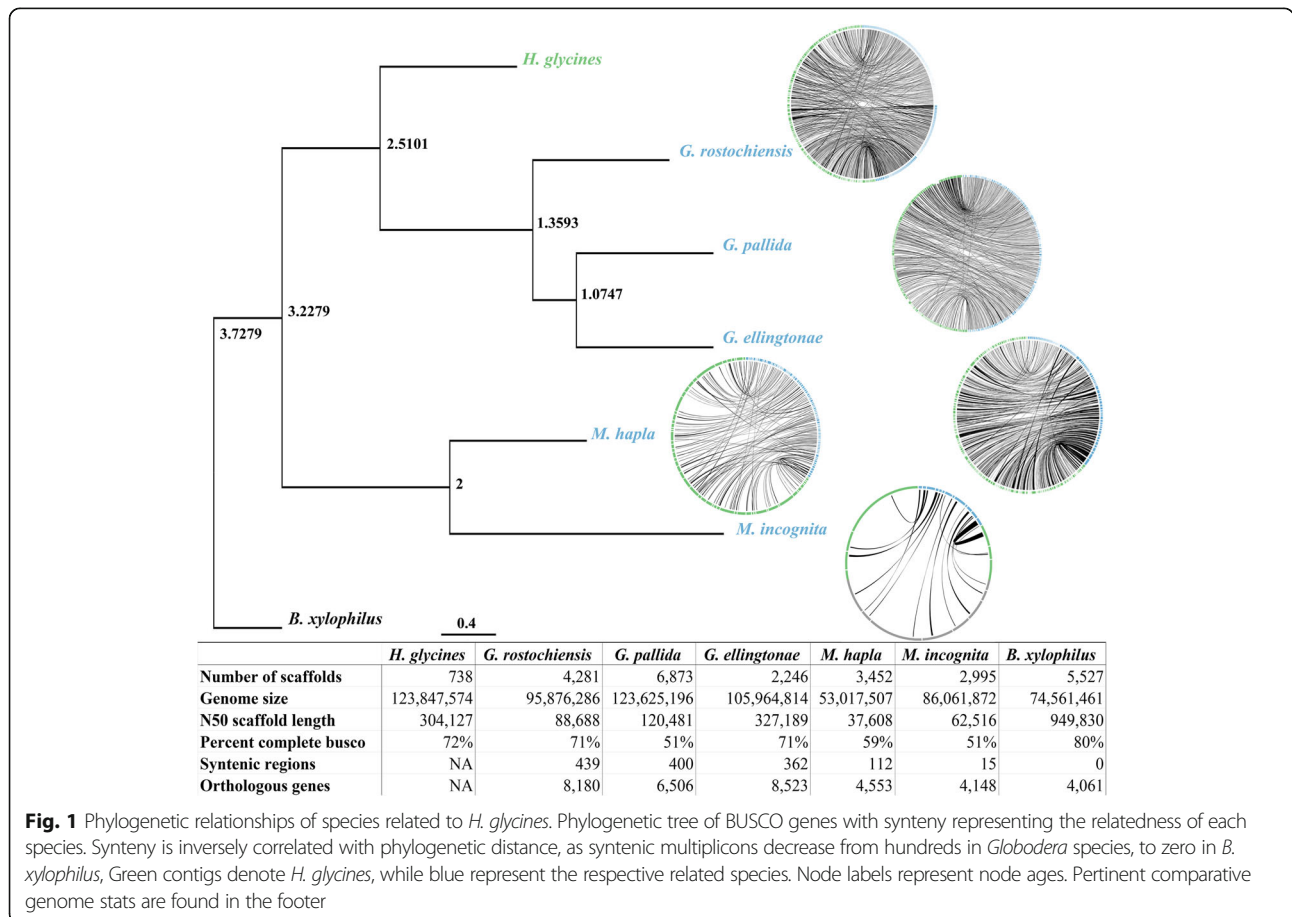 H. glycines
2.5101
G. rostochiensis
1.3593
G. pallida
1.0747
3.2279
3.7279
G. ellingtonae
M. hapla
2
M. incognita
B. xylophilus
0.4
H. glycines G. rostochiensis G. pallida G. ellingtonae M. hapla M. incognita B. xylophilus
Number of scaffolds 738 4,281 6,873 2,246 3,452 2,995 5,527
Genome size 123,847,574 95,876,286 123,625,196 105,964,814 53,017,507 86,061,872 74,561,461
N50 scaffold length 304,127 88,688 120,481 327,189 37,608 62,516 949,830
Percent complete busco 72% 71% 51% 71% 59% 51% 80%
Syntenic regions NA 439 400 362 112 15 0
Orthologous genes NA 8,180 6,506 8,523 4,553 4,148 4,061
Fig. 1 Phylogenetic relationships of species related to H. glycines. Phylogenetic tree of BUSCO genes with synteny representing the relatedness of each
species. Synteny is inversely correlated with phylogenetic distance, as syntenic multiplicons decrease from hundreds in Globodera species, to zero in B.
xylophilus, Green contigs denote H. glycines, while blue represent the respective related species. Node labels represent node ages. Pertinent comparative
genome stats are found in the footer